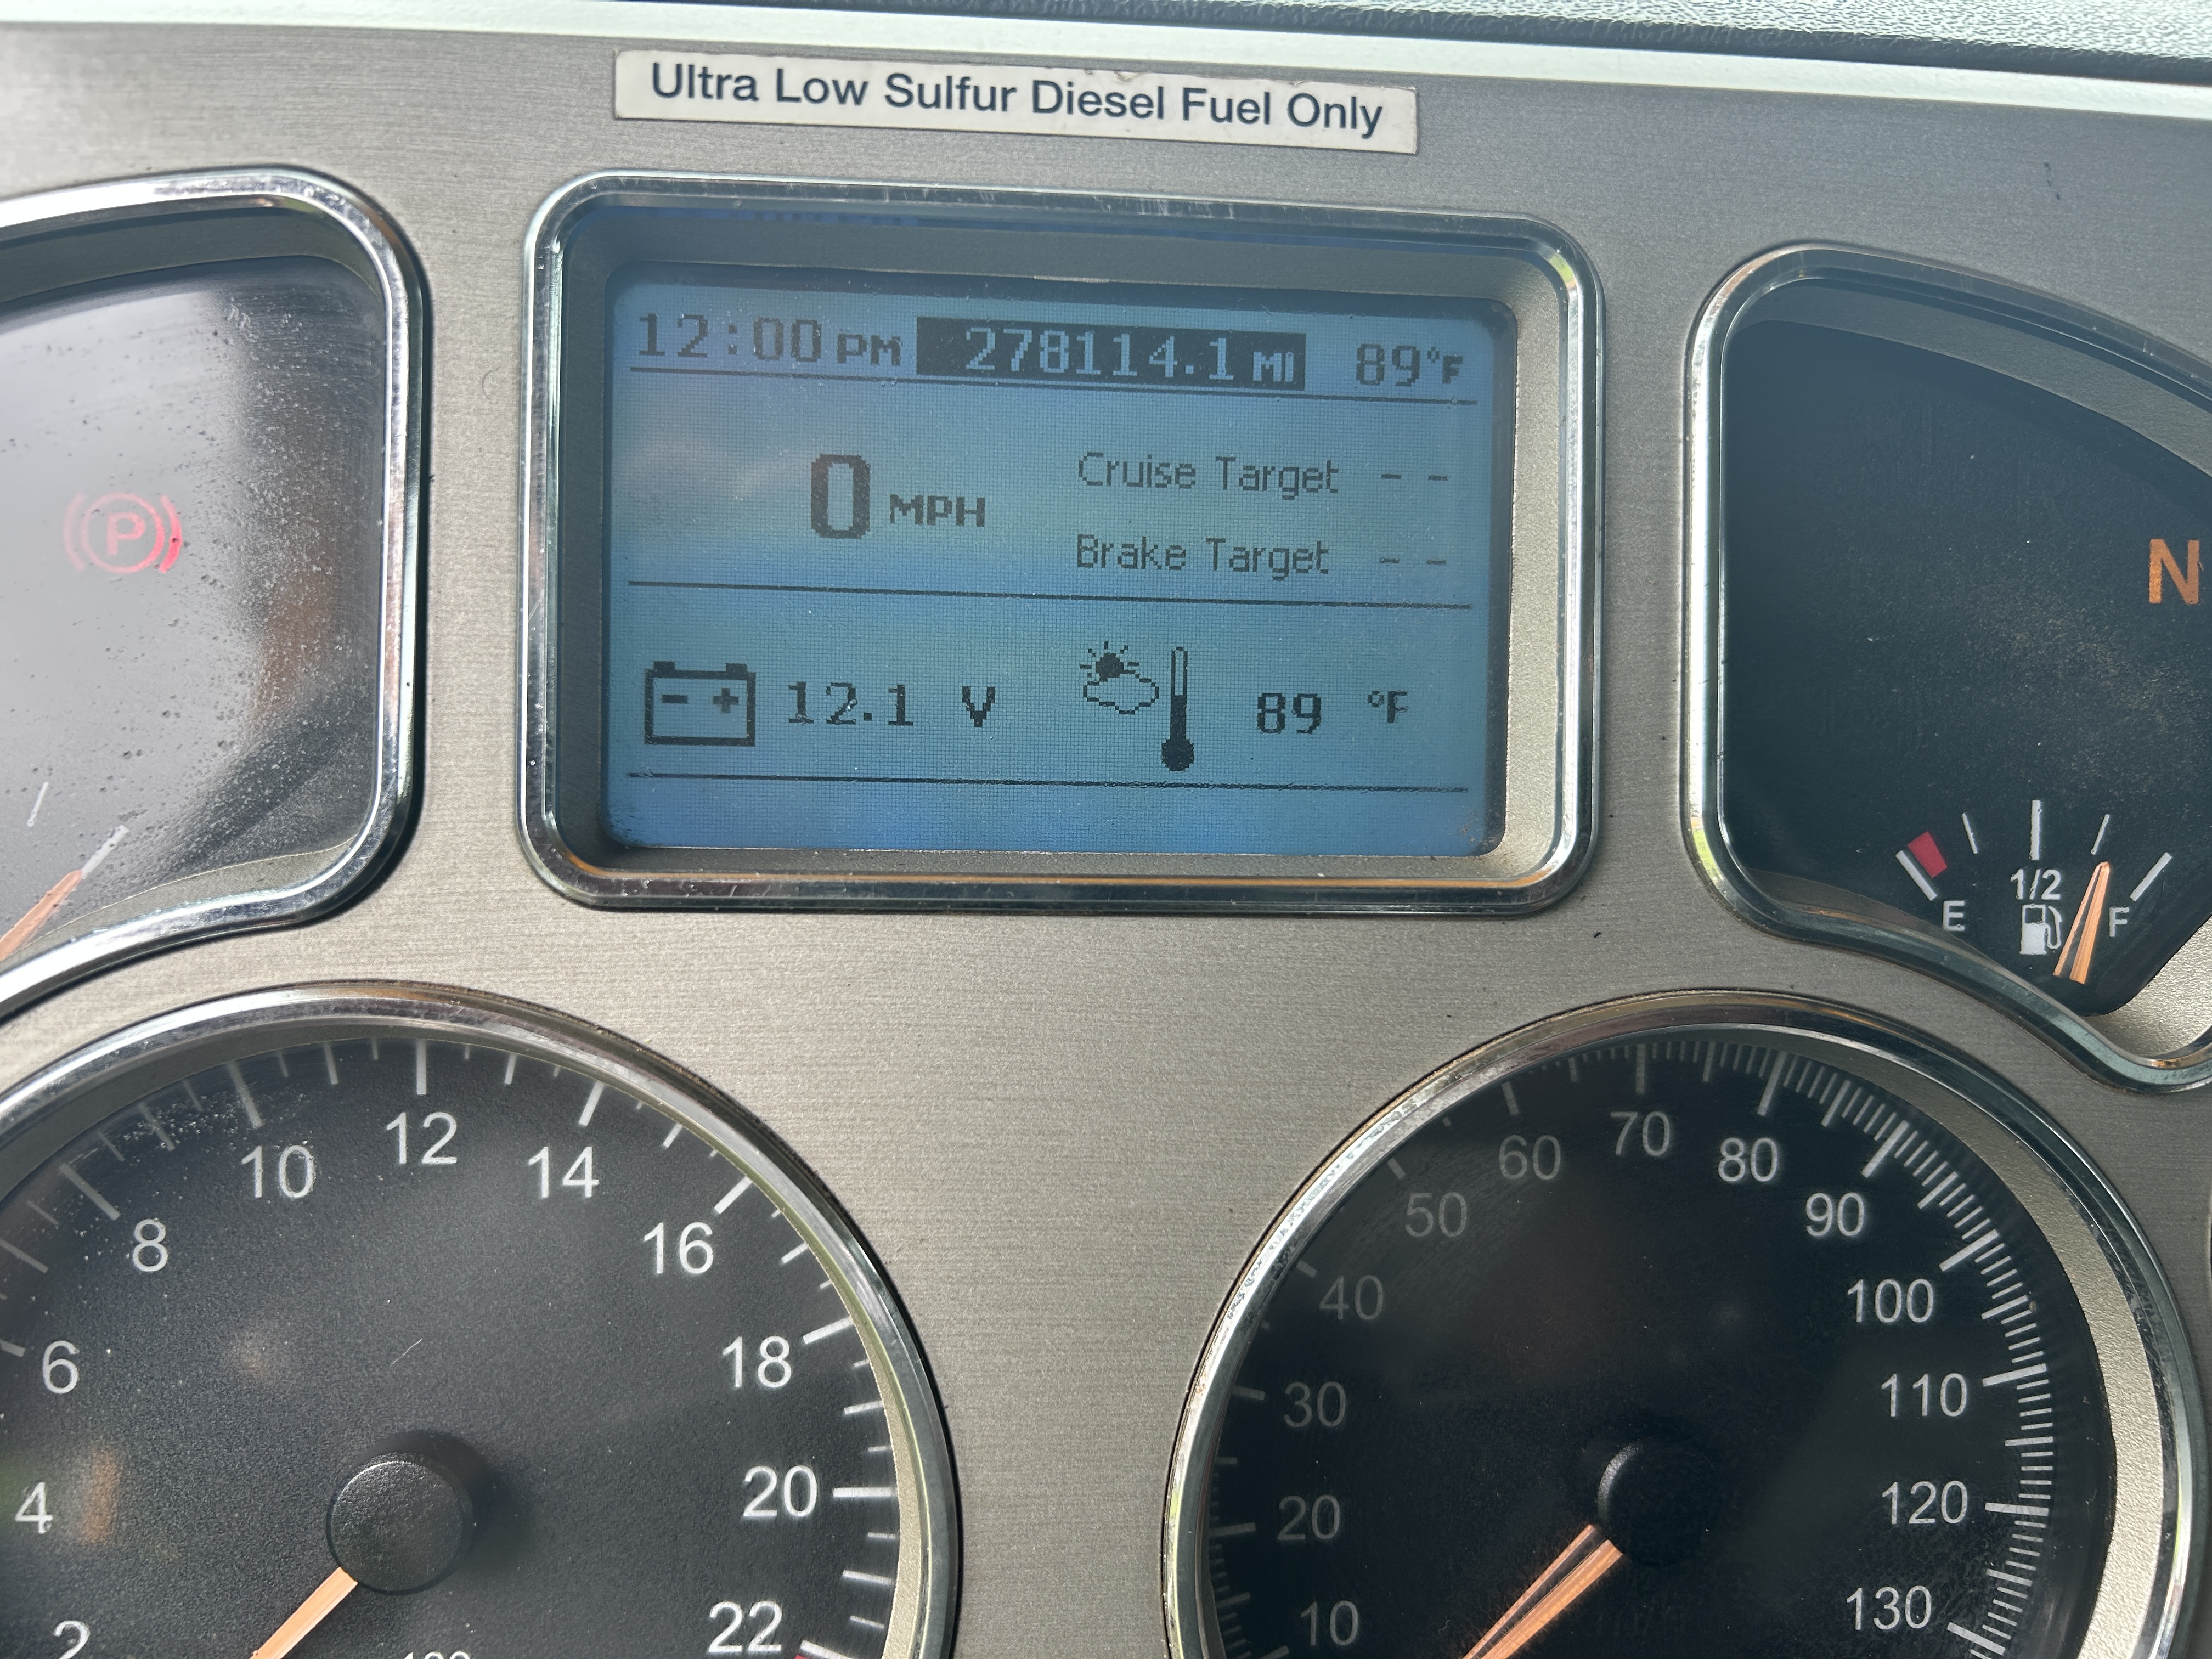 Ultra Low Sulfur Diesel Fuel Only
12:00 PM 278114.1 MI 89°F
0 MPH
Cruise Target - -
Brake Target - -
- +
12.1 V
89 °F
P
N
E
1/2
F
2
4
6
8
10
12
14
16
18
20
22
10
20
30
40
50
60
70
80
90
100
110
120
130